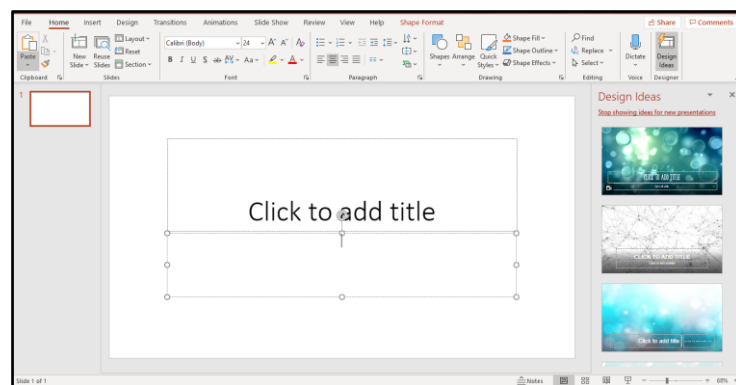 File Home Insert Design Transitions Animations Slide Show Review View Help Shape Format Share Comments
Paste
Clipboard
New Slide
Reuse Slides
Layout
Reset
Section
Slides
Calibri (Body) 24 A A A
B I U S ab AV Aa A
Font
Paragraph
Shapes Arrange Quick Styles
Shape Fill
Shape Outline
Shape Effects
Drawing
Find
Replace
Select
Editing
Dictate
Voice
Design Ideas
Designer
1
Click to add title
Design Ideas
Stop showing ideas for new presentations
CLICK TO ADD TITLE
CLICK TO ADD TITLE
Click to add title
Slide 1 of 1 Notes 68%